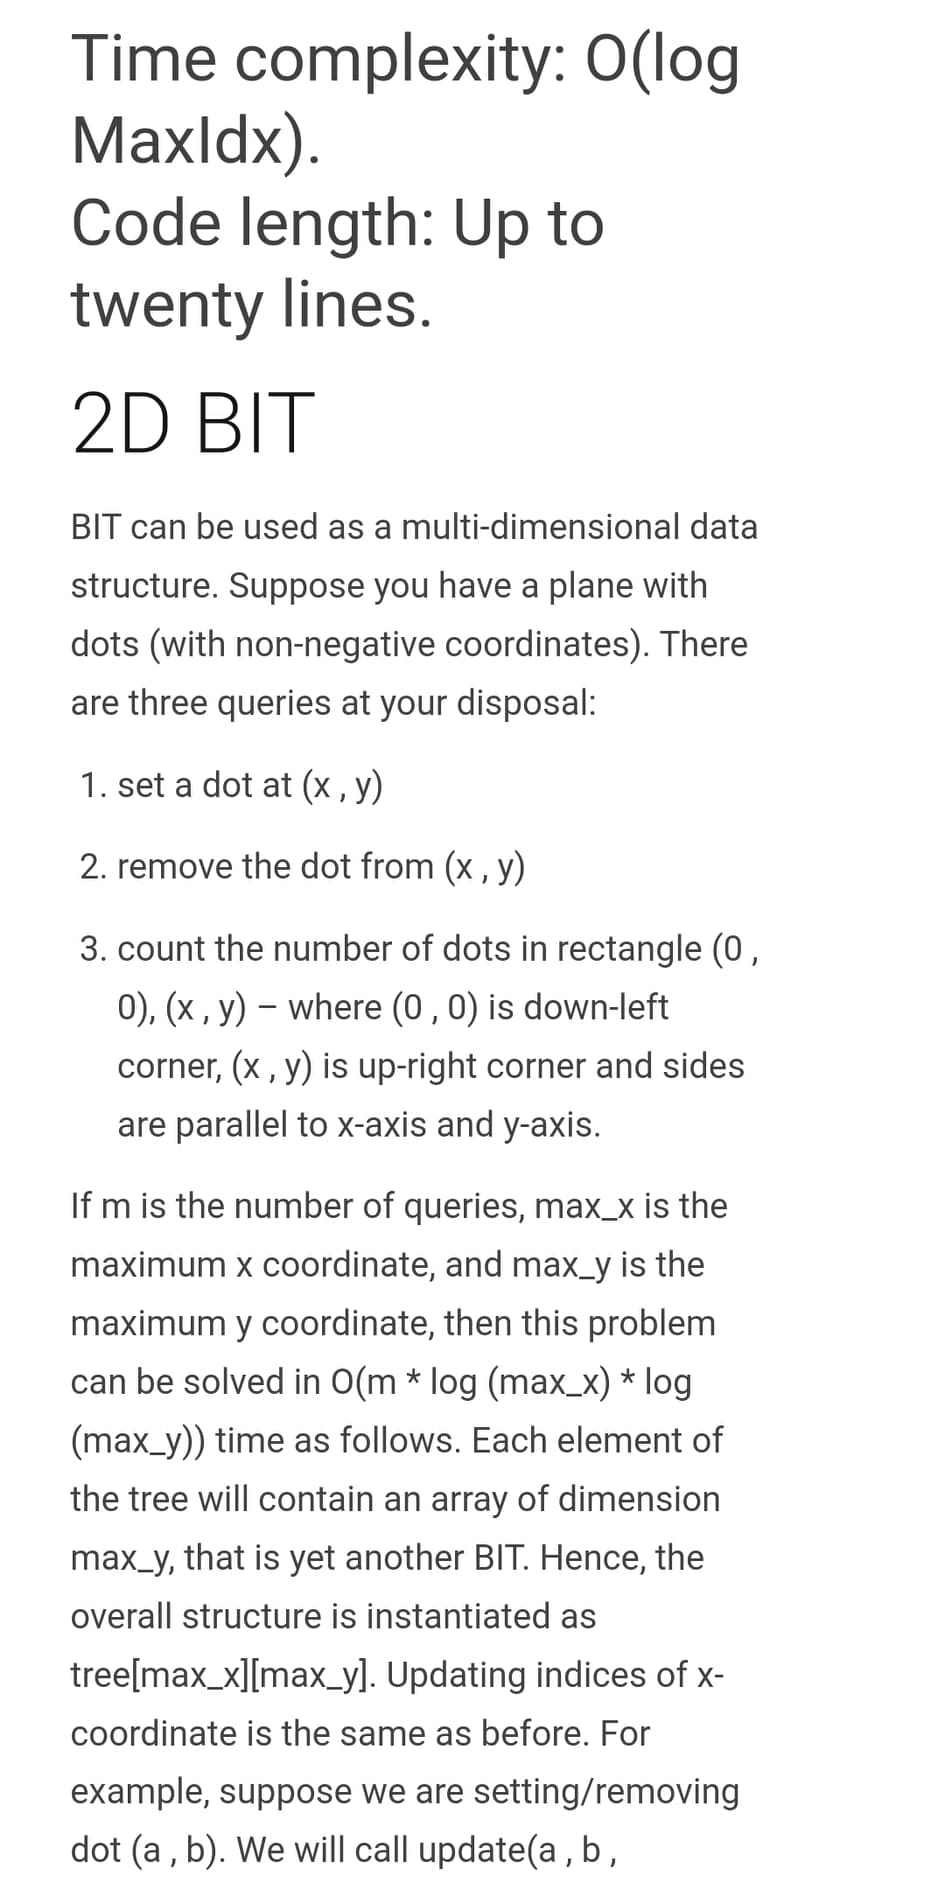 Time complexity: O(log
MaxIdx).
Code length: Up to
twenty lines.
2D BIT
BIT can be used as a multi-dimensional data
structure. Suppose you have a plane with
dots (with non-negative coordinates). There
are three queries at your disposal:
1. set a dot at (x , y)
2. remove the dot from (x , y)
3. count the number of dots in rectangle (0 ,
0), (x , y) – where (0 , 0) is down-left
corner, (x , y) is up-right corner and sides
are parallel to x-axis and y-axis.
If m is the number of queries, max_x is the
maximum x coordinate, and max_y is the
maximum y coordinate, then this problem
can be solved in O(m * log (max_x) * log
(max_y)) time as follows. Each element of
the tree will contain an array of dimension
max_y, that is yet another BIT. Hence, the
overall structure is instantiated as
tree[max_x][max_y]. Updating indices of x-
coordinate is the same as before. For
example, suppose we are setting/removing
dot (a , b). We will call update(a , b ,